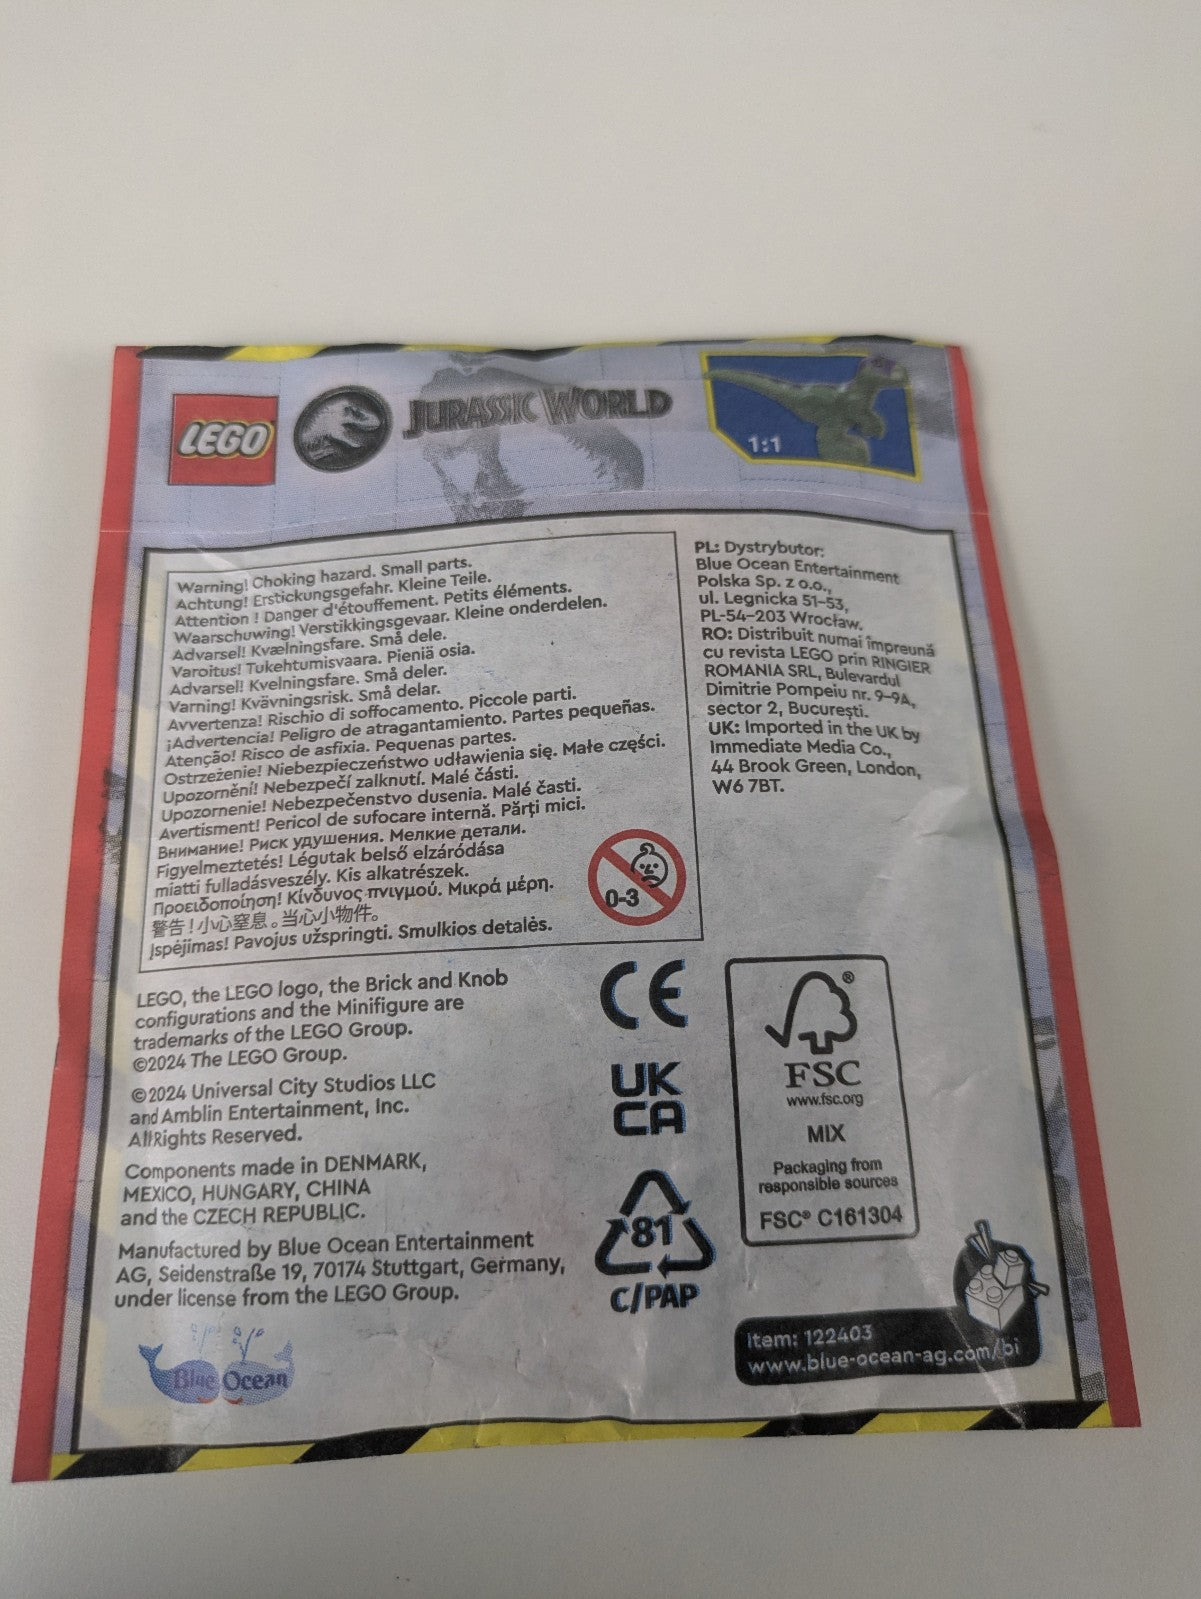 LEGO
JURASSIC WORLD
1:1
Warning! Choking hazard. Small parts.
Achtung! Erstickungsgefahr. Kleine Teile.
Attention ! Danger d'étouffement. Petits éléments.
Waarschuwing! Verstikkingsgevaar. Kleine onderdelen.
Advarsel! Kvælningsfare. Små dele.
Varoitus! Tukehtumisvaara. Pieniä osia.
Advarsel! Kvelningsfare. Små deler.
Varning! Kvävningsrisk. Små delar.
Avvertenza! Rischio di soffocamento. Piccole parti.
¡Advertencia! Peligro de atragantamiento. Partes pequeñas.
Atenção! Risco de asfixia. Pequenas partes.
Ostrzeżenie! Niebezpieczeństwo udławienia się. Małe części.
Upozornění! Nebezpečí zalknutí. Malé části.
Upozornenie! Nebezpečenstvo dusenia. Malé časti.
Avertisment! Pericol de sufocare internă. Părți mici.
Внимание! Риск удушения. Мелкие детали.
Figyelmeztetés! Légutak belső elzáródása
miatti fulladásveszély. Kis alkatrészek.
Προειδοποίηση! Κίνδυνος πνιγμού. Μικρά μέρη.
警告！小心窒息。当心小物件。
Įspėjimas! Pavojus užspringti. Smulkios detalės.
0-3
PL: Dystrybutor:
Blue Ocean Entertainment
Polska Sp. z o.o.,
ul. Legnicka 51-53,
PL-54-203 Wrocław.
RO: Distribuit numai împreună
cu revista LEGO prin RINGIER
ROMANIA SRL, Bulevardul
Dimitrie Pompeiu nr. 9-9A,
sector 2, București.
UK: Imported in the UK by
Immediate Media Co.,
44 Brook Green, London,
W6 7BT.
LEGO, the LEGO logo, the Brick and Knob
configurations and the Minifigure are
trademarks of the LEGO Group.
©2024 The LEGO Group.
©2024 Universal City Studios LLC
and Amblin Entertainment, Inc.
All Rights Reserved.
Components made in DENMARK,
MEXICO, HUNGARY, CHINA
and the CZECH REPUBLIC.
Manufactured by Blue Ocean Entertainment
AG, Seidenstraße 19, 70174 Stuttgart, Germany,
under license from the LEGO Group.
Blue Ocean
CE
UK
CA
81
C/PAP
®
FSC
www.fsc.org
MIX
Packaging from
responsible sources
FSC® C161304
Item: 122403
www.blue-ocean-ag.com/bi